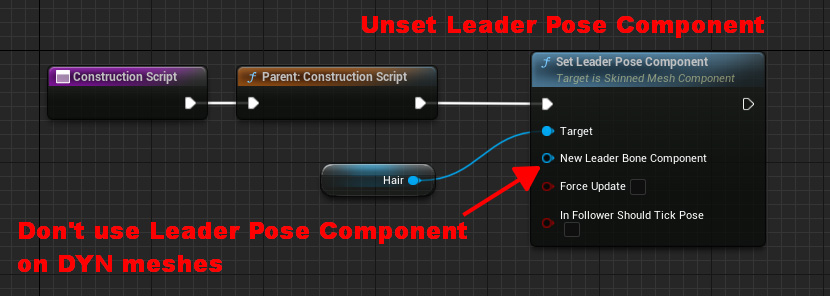 Unset Leader Pose Component
Construction Script
f Parent: Construction Script
f Set Leader Pose Component
Target is Skinned Mesh Component
Target
New Leader Bone Component
Hair
Force Update
In Follower Should Tick Pose
Don't use Leader Pose Component
on DYN meshes